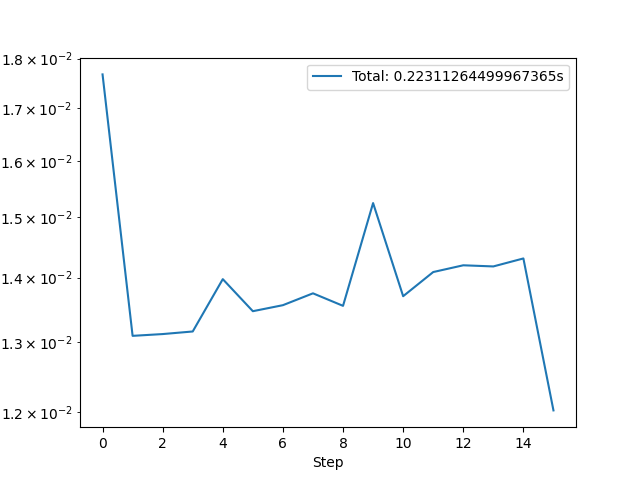 Total: 0.22311264499967365s
1.8 × 10⁻²
1.7 × 10⁻²
1.6 × 10⁻²
1.5 × 10⁻²
1.4 × 10⁻²
1.3 × 10⁻²
1.2 × 10⁻²
0 2 4 6 8 10 12 14
Step